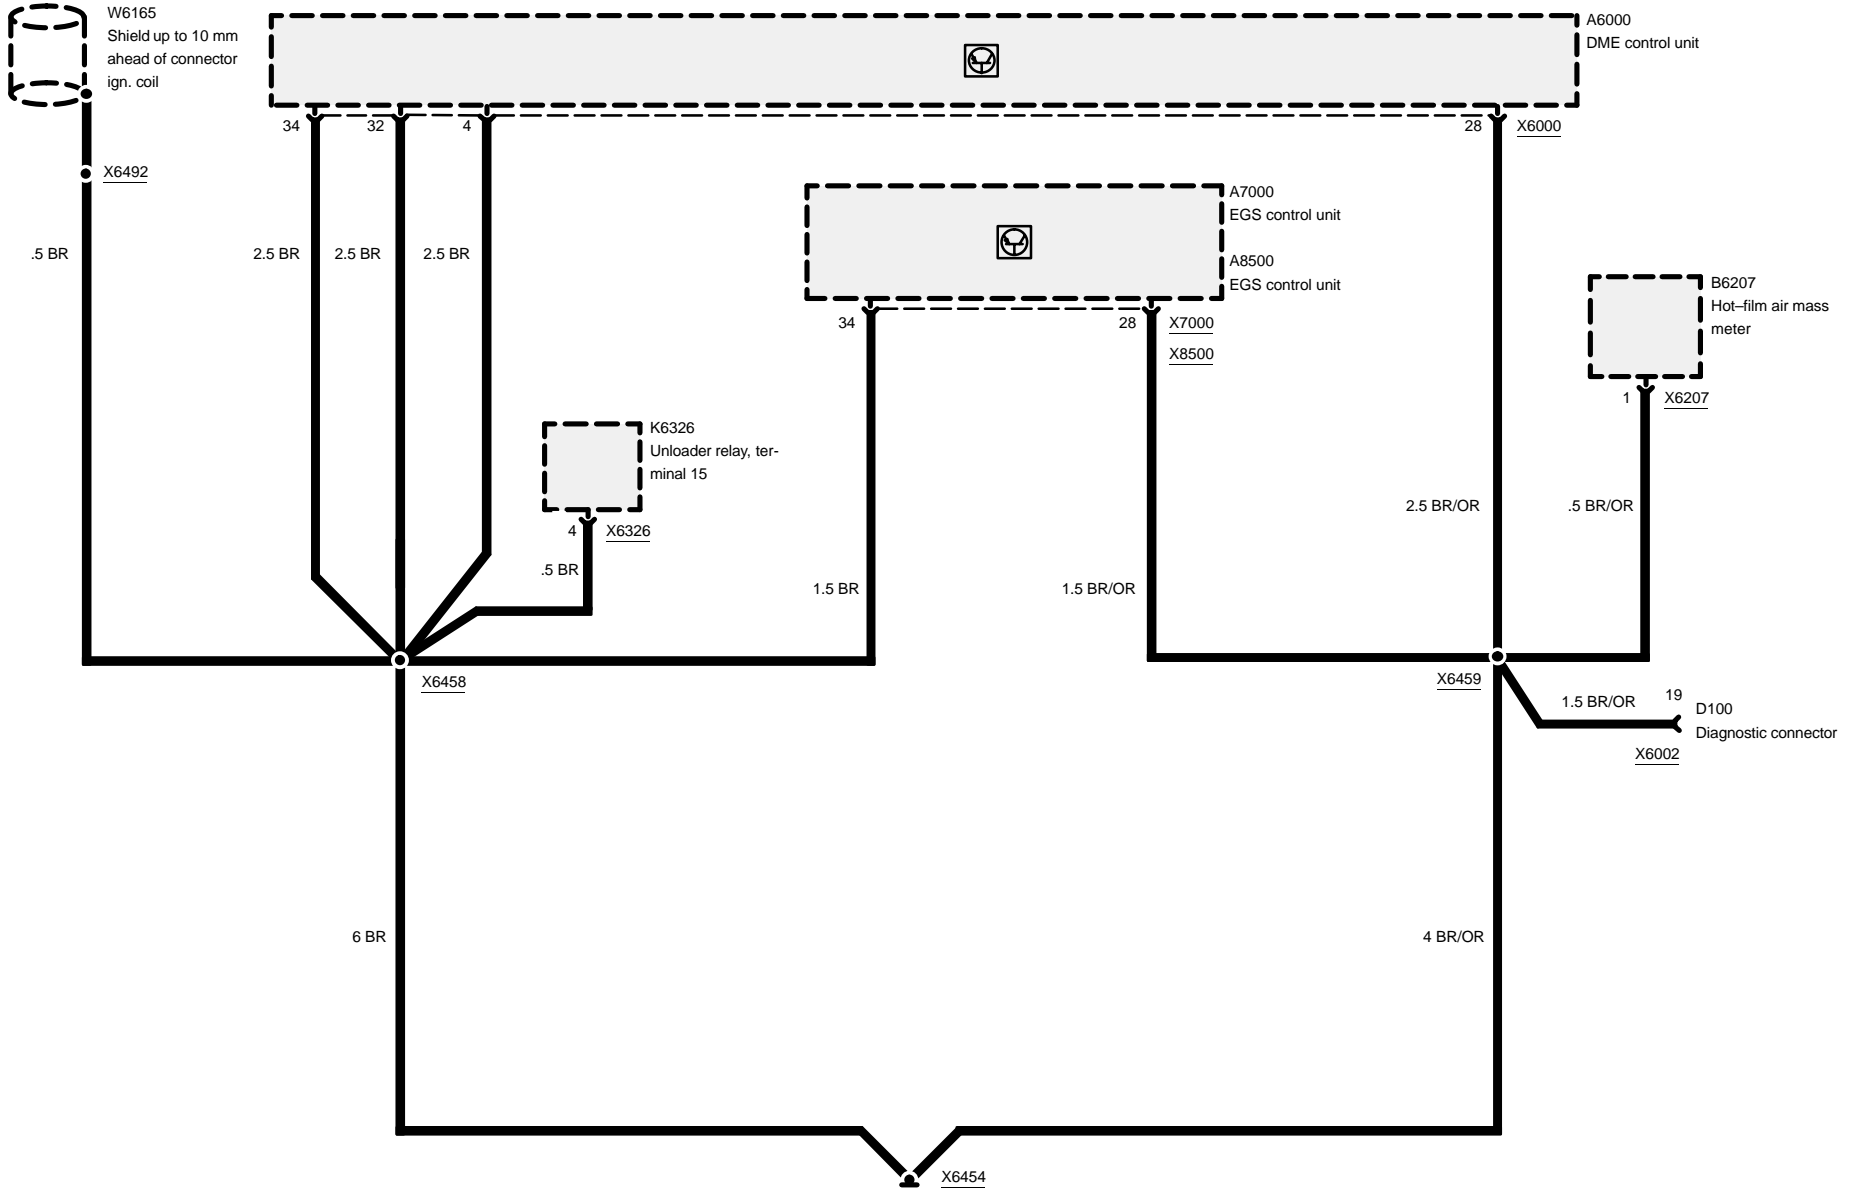 W6165
Shield up to 10 mm
ahead of connector
ign. coil
A6000
DME control unit
34
32
4
28
X6000
X6492
A7000
EGS control unit
A8500
EGS control unit
.5 BR
2.5 BR
2.5 BR
2.5 BR
B6207
Hot–film air mass
meter
34
28
X7000
X8500
1
X6207
K6326
Unloader relay, ter-
minal 15
4
X6326
2.5 BR/OR
.5 BR/OR
.5 BR
1.5 BR
1.5 BR/OR
X6458
X6459
1.5 BR/OR
19
D100
Diagnostic connector
X6002
6 BR
4 BR/OR
X6454